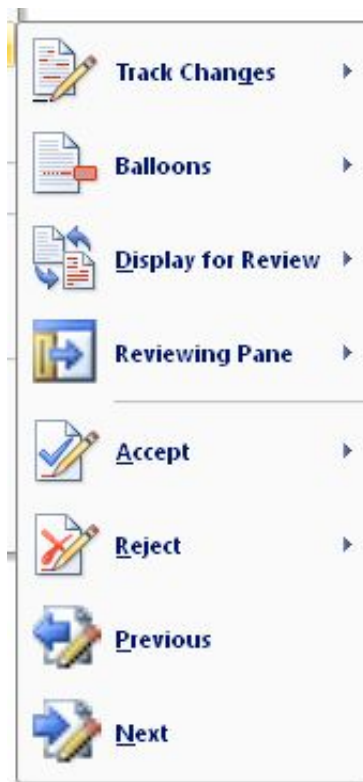 Track Changes
Balloons
Display for Review
Reviewing Pane
Accept
Reject
Previous
Next